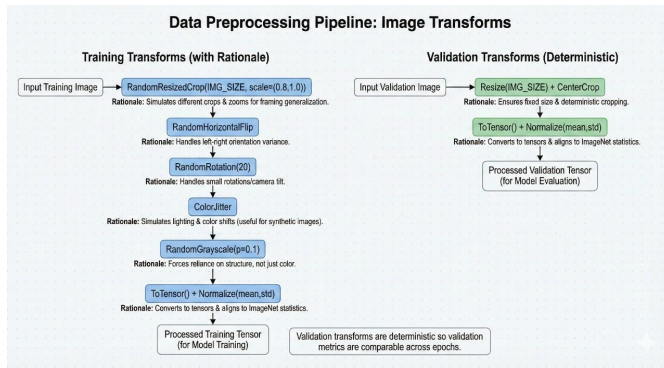 Data Preprocessing Pipeline: Image Transforms
Training Transforms (with Rationale)
Input Training Image
RandomResizedCrop(IMG_SIZE, scale=(0.8,1.0))
Rationale: Simulates different crops & zooms for framing generalization.
RandomHorizontalFlip
Rationale: Handles left-right orientation variance.
RandomRotation(20)
Rationale: Handles small rotations/camera tilt.
ColorJitter
Rationale: Simulates lighting & color shifts (useful for synthetic images).
RandomGrayscale(p=0.1)
Rationale: Forces reliance on structure, not just color.
ToTensor() + Normalize(mean,std)
Rationale: Converts to tensors & aligns to ImageNet statistics.
Processed Training Tensor
(for Model Training)
Validation Transforms (Deterministic)
Input Validation Image
Resize(IMG_SIZE) + CenterCrop
Rationale: Ensures fixed size & deterministic cropping.
ToTensor() + Normalize(mean,std)
Rationale: Converts to tensors & aligns to ImageNet statistics.
Processed Validation Tensor
(for Model Evaluation)
Validation transforms are deterministic so validation
metrics are comparable across epochs.